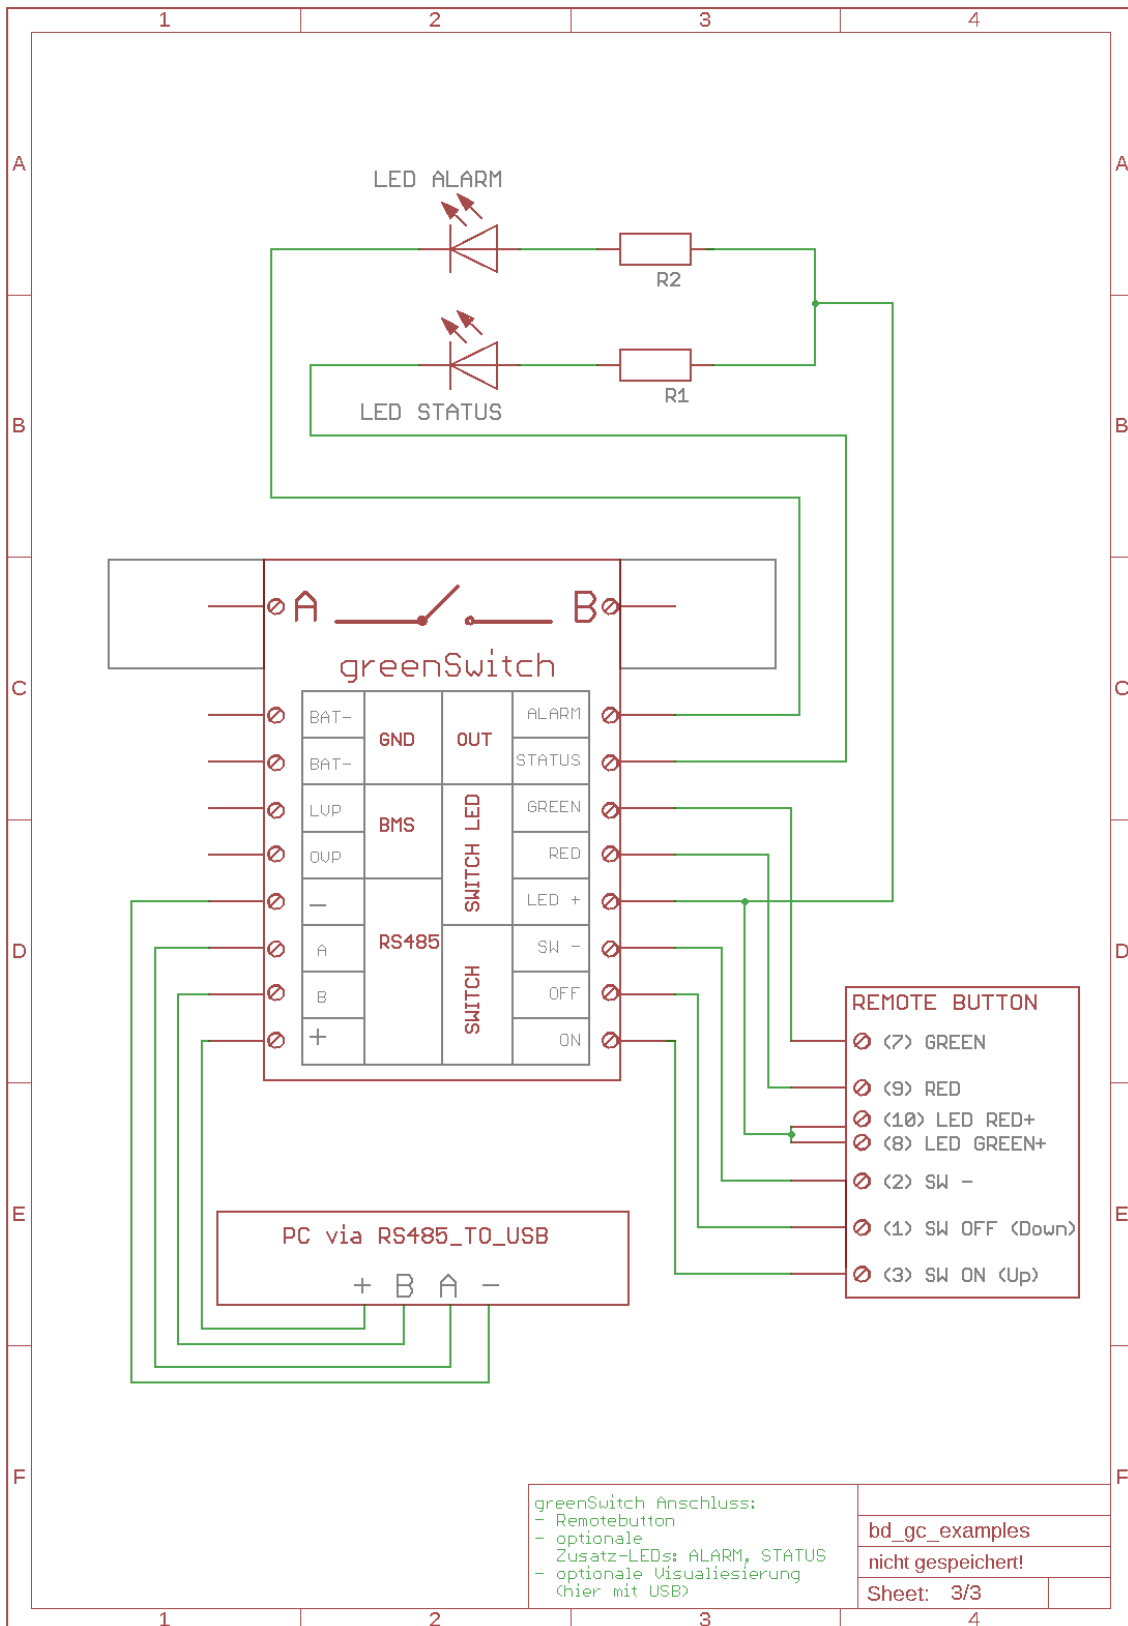 1 2 3 4
A A
LED ALARM
R2
R1
LED STATUS
B B
A B
greenSwitch
C C
BAT- GND OUT ALARM
BAT- STATUS
LVP BMS SWITCH LED GREEN
OVP RED
- RS485 LED +
A SWITCH SW -
B OFF
+ ON
D D
REMOTE BUTTON
(7) GREEN
(9) RED
(10) LED RED+
(8) LED GREEN+
(2) SW -
(1) SW OFF (Down)
(3) SW ON (Up)
E E
PC via RS485_TO_USB
+ B A -
F F
greenSwitch Anschluss:
- Remotebutton
- optionale
Zusatz-LEDs: ALARM, STATUS
- optionale Visualiesierung
(hier mit USB)
bd_gc_examples
nicht gespeichert!
Sheet: 3/3
1 2 3 4